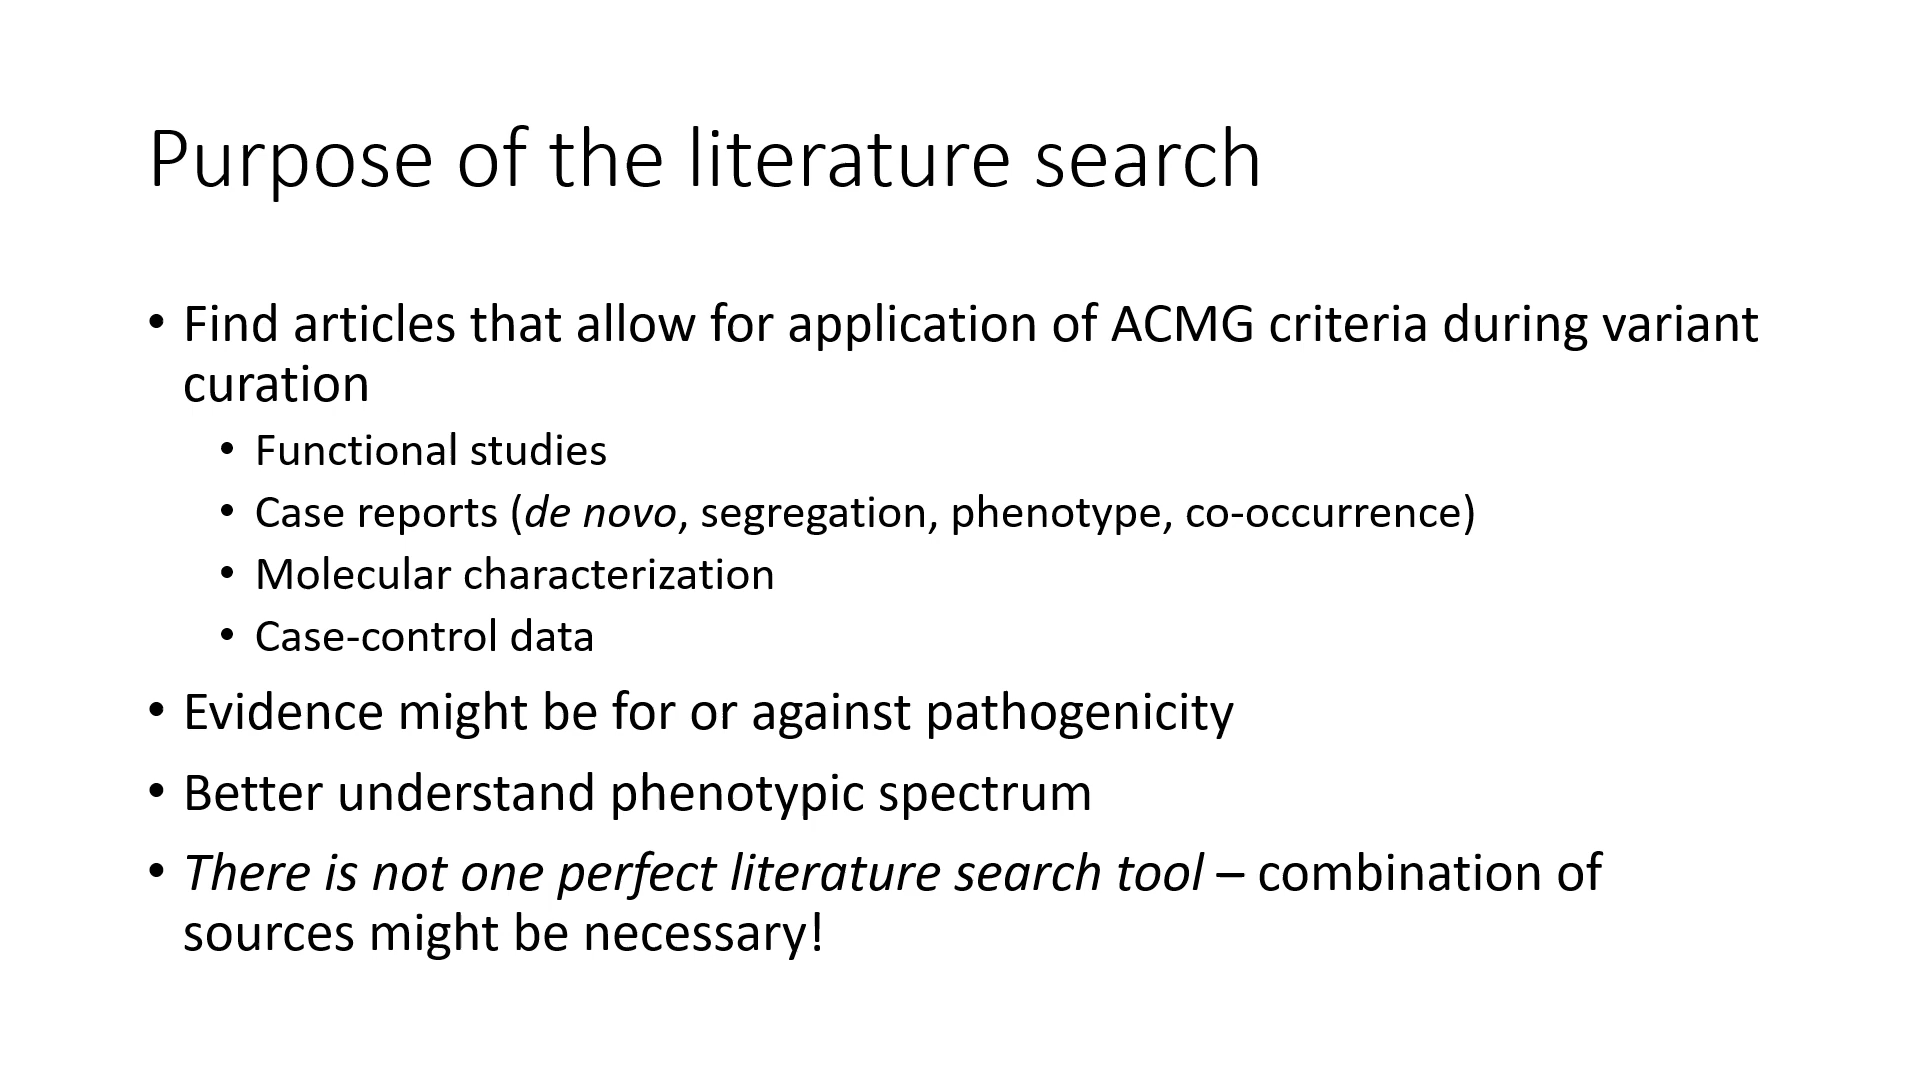 Purpose of the literature search
• Find articles that allow for application of ACMG criteria during variant
curation
• Functional studies
• Case reports (de novo, segregation, phenotype, co-occurrence)
• Molecular characterization
• Case-control data
• Evidence might be for or against pathogenicity
• Better understand phenotypic spectrum
• There is not one perfect literature search tool – combination of
sources might be necessary!